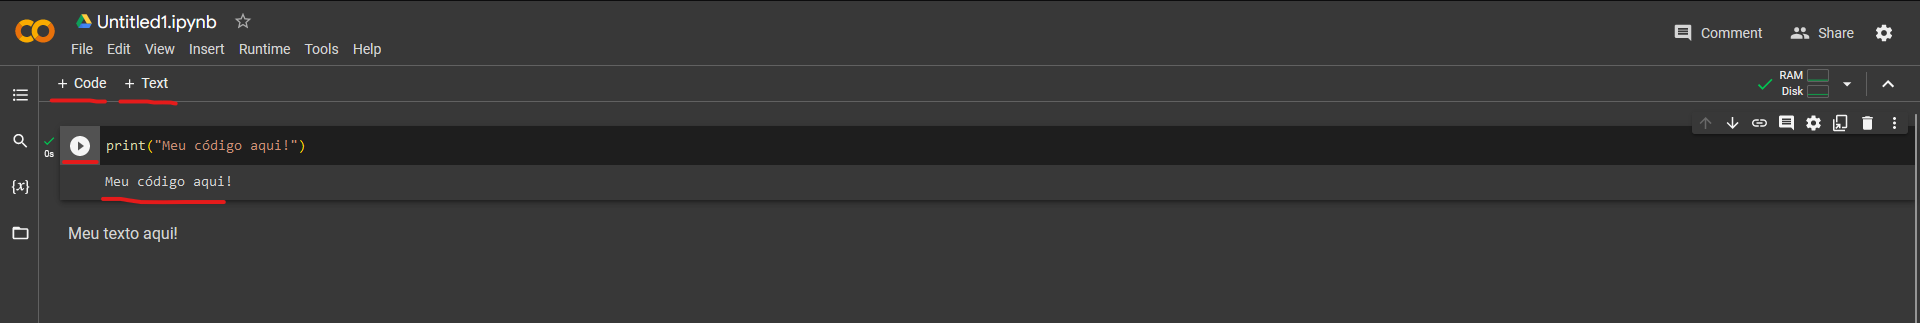 Untitled1.ipynb
File Edit View Insert Runtime Tools Help
Comment Share
+ Code + Text
RAM
Disk
print("Meu código aqui!")
0s
Meu código aqui!
{x}
Meu texto aqui!